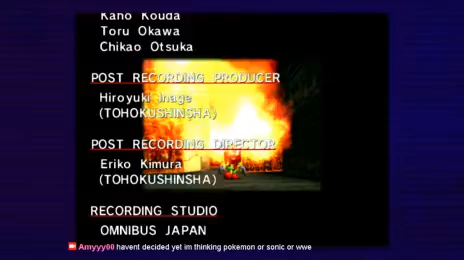 Kaho Kouda
Toru Okawa
Chikao Otsuka
POST RECORDING PRODUCER
Hiroyuki Inage
(TOHOKUSHINSHA)
POST RECORDING DIRECTOR
Eriko Kimura
(TOHOKUSHINSHA)
RECORDING STUDIO
OMNIBUS JAPAN
Amyyy00 havent decided yet im thinking pokemon or sonic or wwe